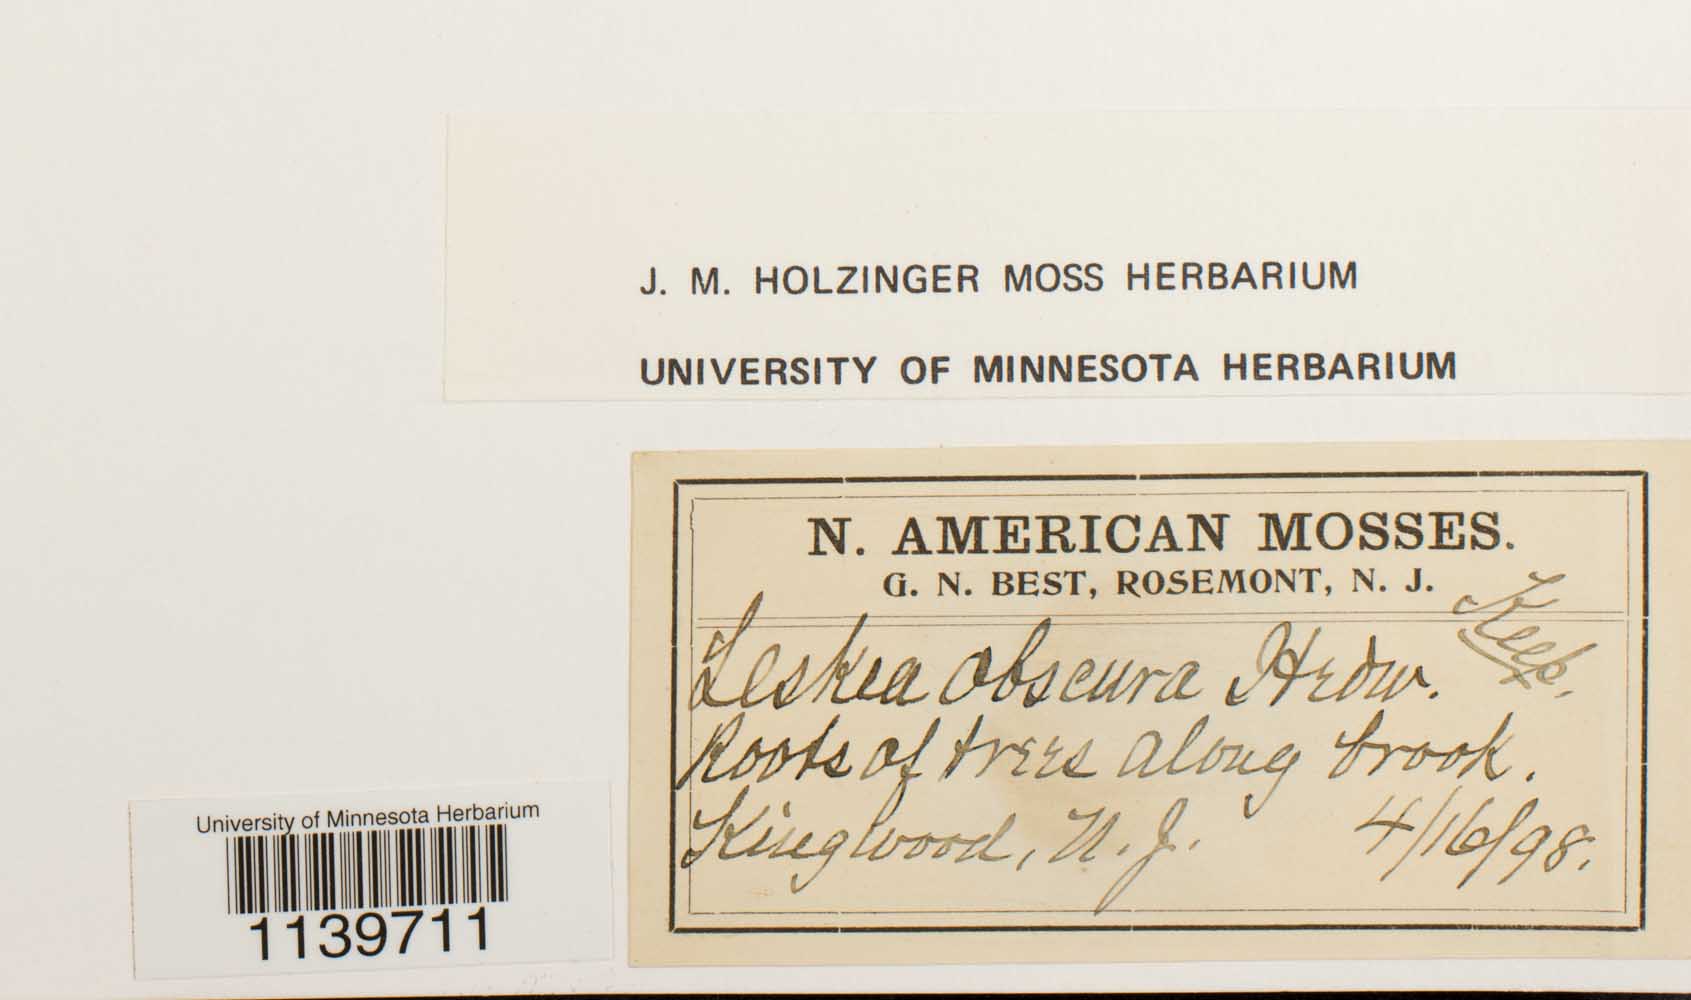 J. M. HOLZINGER MOSS HERBARIUM
UNIVERSITY OF MINNESOTA HERBARIUM
N. AMERICAN MOSSES.
G. N. BEST, ROSEMONT, N. J.
Keep.
Leskea obscura Hedw.
Roots of trees along brook.
Kingwood, N. J. 4/16/98.
University of Minnesota Herbarium
1139711